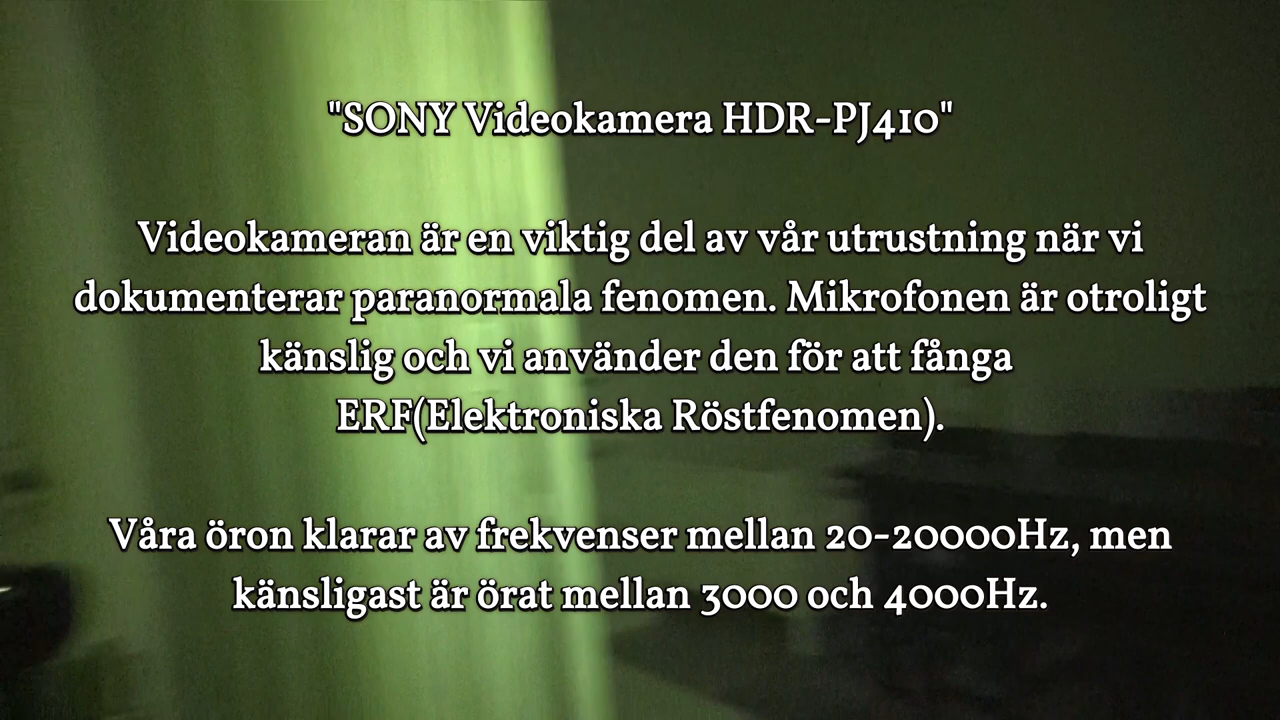 "SONY Videokamera HDR-PJ410"
Videokameran är en viktig del av vår utrustning när vi
dokumenterar paranormala fenomen. Mikrofonen är otroligt
känslig och vi använder den för att fånga
ERF(Elektroniska Röstfenomen).
Våra öron klarar av frekvenser mellan 20-20000Hz, men
känsligast är örat mellan 3000 och 4000Hz.